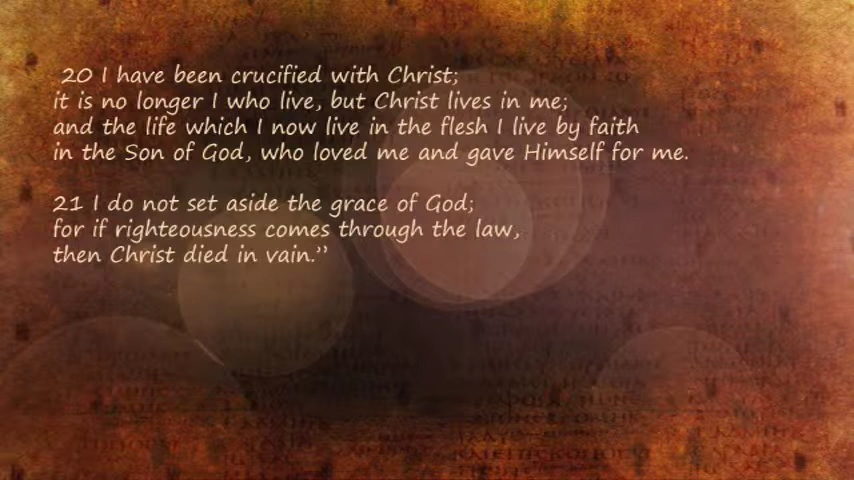 20 I have been crucified with Christ;
it is no longer I who live, but Christ lives in me;
and the life which I now live in the flesh I live by faith
in the Son of God, who loved me and gave Himself for me.
21 I do not set aside the grace of God;
for if righteousness comes through the law,
then Christ died in vain.”